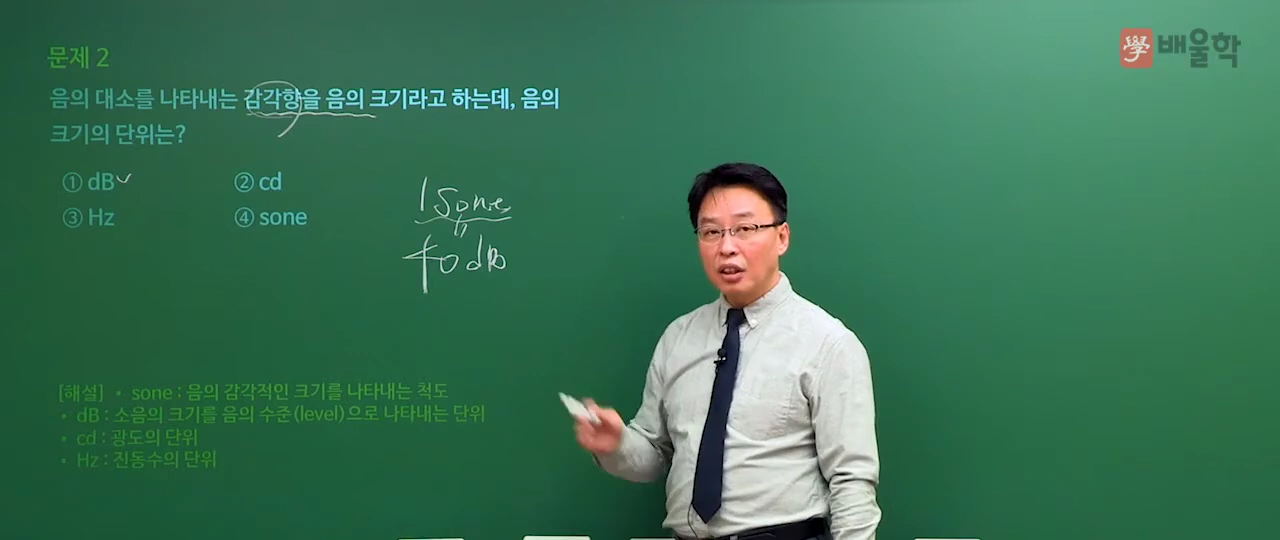 學 배울학
문제 2
음의 대소를 나타내는 감각량을 음의 크기라고 하는데, 음의
크기의 단위는?
① dB ② cd
③ Hz ④ sone
1 sone
=
40 dB
[해설] • sone : 음의 감각적인 크기를 나타내는 척도
• dB : 소음의 크기를 음의 수준(level)으로 나타내는 단위
• cd : 광도의 단위
• Hz : 진동수의 단위